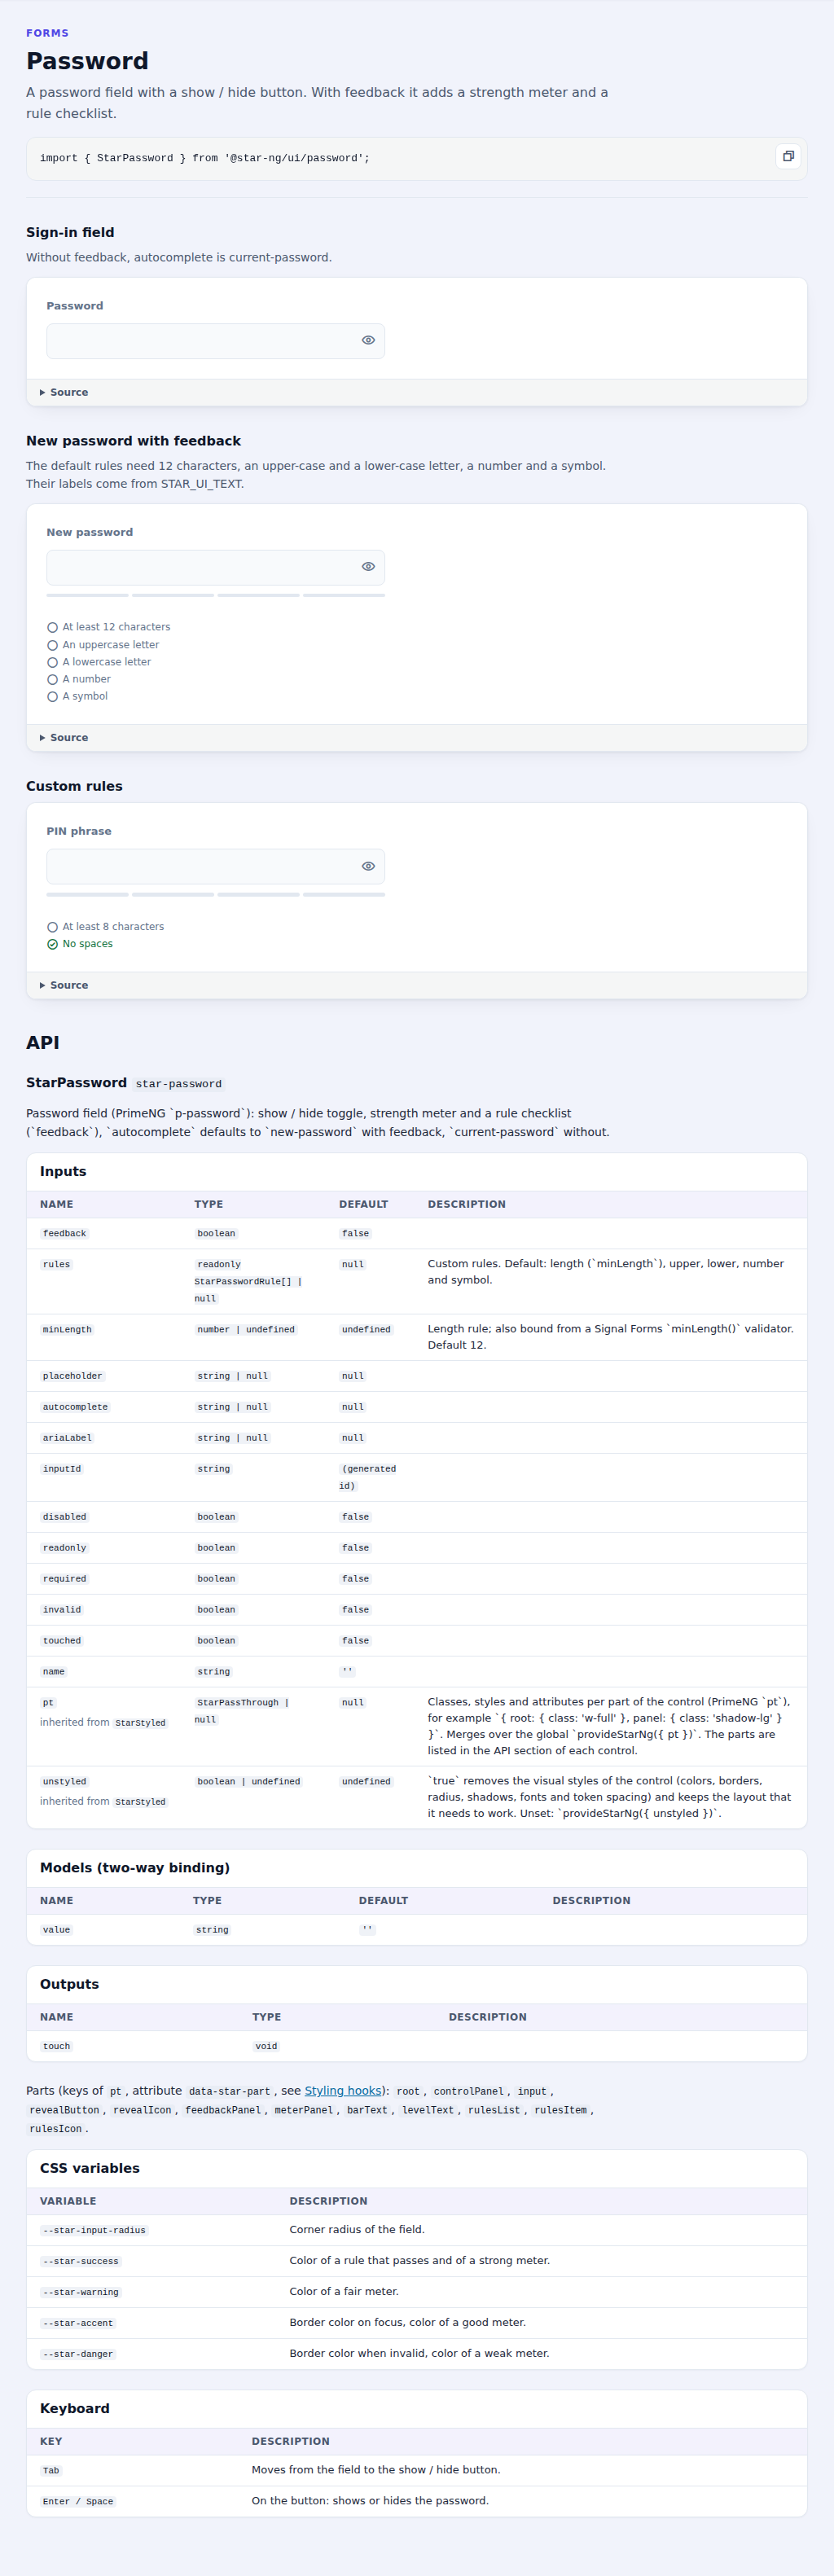 FORMS
Password
A password field with a show / hide button. With feedback it adds a strength meter and a
rule checklist.
import { StarPassword } from '@star-ng/ui/password';
Sign-in field
Without feedback, autocomplete is current-password.
Password
Source
New password with feedback
The default rules need 12 characters, an upper-case and a lower-case letter, a number and a symbol.
Their labels come from STAR_UI_TEXT.
New password
At least 12 characters
An uppercase letter
A lowercase letter
A number
A symbol
Source
Custom rules
PIN phrase
At least 8 characters
No spaces
Source
API
StarPassword star-password
Password field (PrimeNG `p-password`): show / hide toggle, strength meter and a rule checklist
(`feedback`), `autocomplete` defaults to `new-password` with feedback, `current-password` without.
Inputs
NAME TYPE DEFAULT DESCRIPTION
feedback boolean false
rules readonly null Custom rules. Default: length (`minLength`), upper, lower, number
StarPasswordRule[] | and symbol.
null
minLength number | undefined undefined Length rule; also bound from a Signal Forms `minLength()` validator.
Default 12.
placeholder string | null null
autocomplete string | null null
ariaLabel string | null null
inputId string (generated
id)
disabled boolean false
readonly boolean false
required boolean false
invalid boolean false
touched boolean false
name string ''
pt StarPassThrough | null Classes, styles and attributes per part of the control (PrimeNG `pt`),
inherited from StarStyled null for example `{ root: { class: 'w-full' }, panel: { class: 'shadow-lg' }
}`. Merges over the global `provideStarNg({ pt })`. The parts are
listed in the API section of each control.
unstyled boolean | undefined undefined `true` removes the visual styles of the control (colors, borders,
inherited from StarStyled radius, shadows, fonts and token spacing) and keeps the layout that
it needs to work. Unset: `provideStarNg({ unstyled })`.
Models (two-way binding)
NAME TYPE DEFAULT DESCRIPTION
value string ''
Outputs
NAME TYPE DESCRIPTION
touch void
Parts (keys of pt, attribute data-star-part, see Styling hooks): root, controlPanel, input,
revealButton, revealIcon, feedbackPanel, meterPanel, barText, levelText, rulesList, rulesItem,
rulesIcon.
CSS variables
VARIABLE DESCRIPTION
--star-input-radius Corner radius of the field.
--star-success Color of a rule that passes and of a strong meter.
--star-warning Color of a fair meter.
--star-accent Border color on focus, color of a good meter.
--star-danger Border color when invalid, color of a weak meter.
Keyboard
KEY DESCRIPTION
Tab Moves from the field to the show / hide button.
Enter / Space On the button: shows or hides the password.